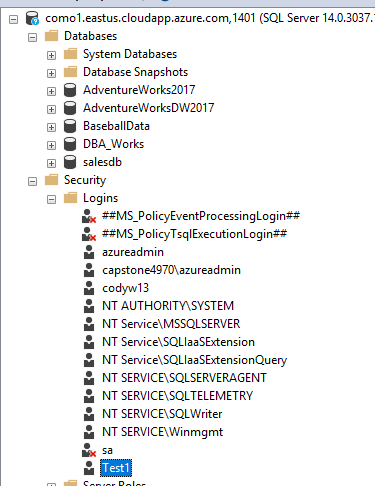 como1.eastus.cloudapp.azure.com,1401 (SQL Server 14.0.3037.
Databases
System Databases
Database Snapshots
AdventureWorks2017
AdventureWorksDW2017
BaseballData
DBA_Works
salesdb
Security
Logins
##MS_PolicyEventProcessingLogin##
##MS_PolicyTsqlExecutionLogin##
azureadmin
capstone4970\azureadmin
codyw13
NT AUTHORITY\SYSTEM
NT Service\MSSQLSERVER
NT Service\SQLIaaSExtension
NT Service\SQLIaaSExtensionQuery
NT SERVICE\SQLSERVERAGENT
NT SERVICE\SQLTELEMETRY
NT SERVICE\SQLWriter
NT SERVICE\Winmgmt
sa
Test1
Server Roles